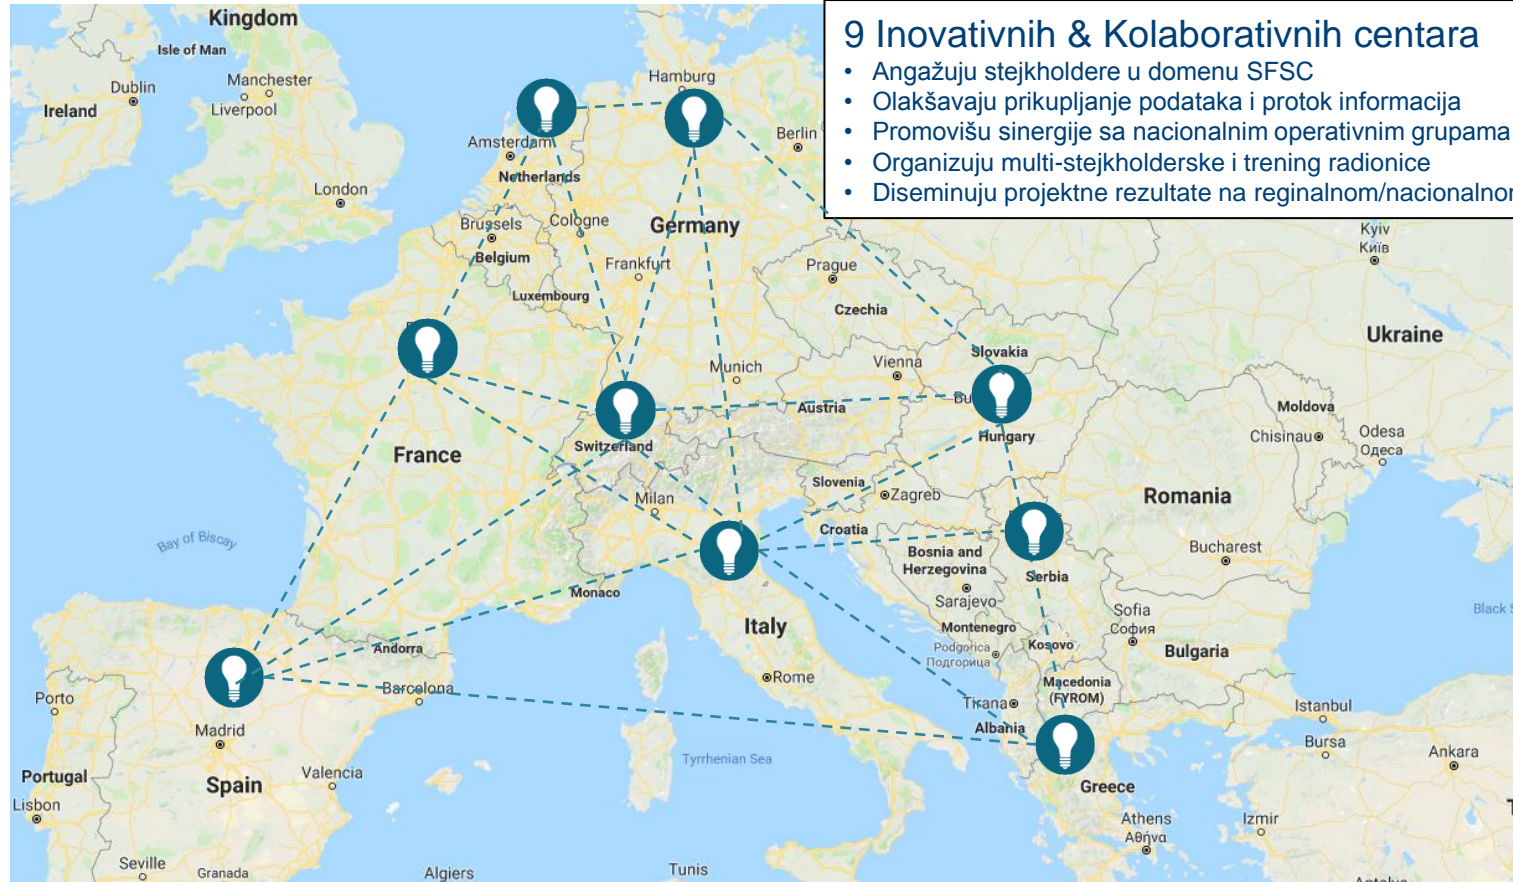 9 Inovativnih & Kolaborativnih centara
• Angažuju stejkholdere u domenu SFSC
• Olakšavaju prikupljanje podataka i protok informacija
• Promovišu sinergije sa nacionalnim operativnim grupama
• Organizuju multi-stejkholderske i trening radionice
• Diseminuju projektne rezultate na reginalnom/nacionalnom
Kingdom
Isle of Man
Dublin
Manchester
Ireland
Liverpool
Hamburg
Amsterdam
Berlin
Netherlands
London
Brussels
Cologne
Germany
Belgium
Kyiv
Київ
Frankfurt
Prague
Luxembourg
Czechia
Ukraine
Slovakia
Munich
Vienna
Bu
Austria
Moldova
Hungary
Chisinau
Odesa
Одеса
Switzerland
France
Slovenia
Zagreb
Milan
Romania
Croatia
Bay of Biscay
Bosnia and
Herzegovina
Bucharest
Serbia
Monaco
Sarajevo
Black S
Sofia
София
Italy
Montenegro
Andorra
Podgorica
Подгорица
Kosovo
Bulgaria
Rome
Macedonia
(FYROM)
Barcelona
Porto
Tirana
Istanbul
Albania
Madrid
Bursa
Ankara
Tyrrhenian Sea
Portugal
Spain
Valencia
Greece
Lisbon
Athens
Αθήνα
Izmir
Seville
Granada
Algiers
Tunis